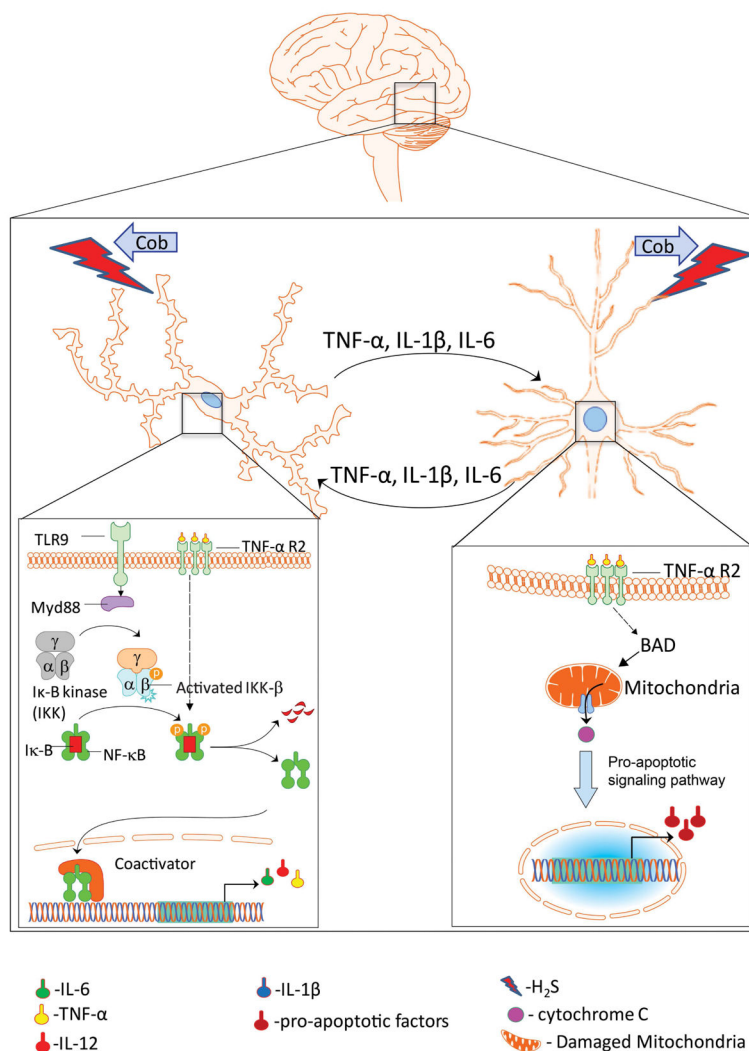 Cob
Cob
TNF-α, IL-1β, IL-6
TNF-α, IL-1β, IL-6
TLR9
TNF-α R2
Myd88
γ
α β
γ
α β
P
Iκ-B kinase
(IKK)
Activated IKK-β
P P
Iκ-B
NF-κB
Coactivator
TNF-α R2
BAD
Mitochondria
Pro-apoptotic
signaling pathway
-IL-6
-TNF-α
-IL-12
-IL-1β
-pro-apoptotic factors
-H₂S
- cytochrome C
- Damaged Mitochondria